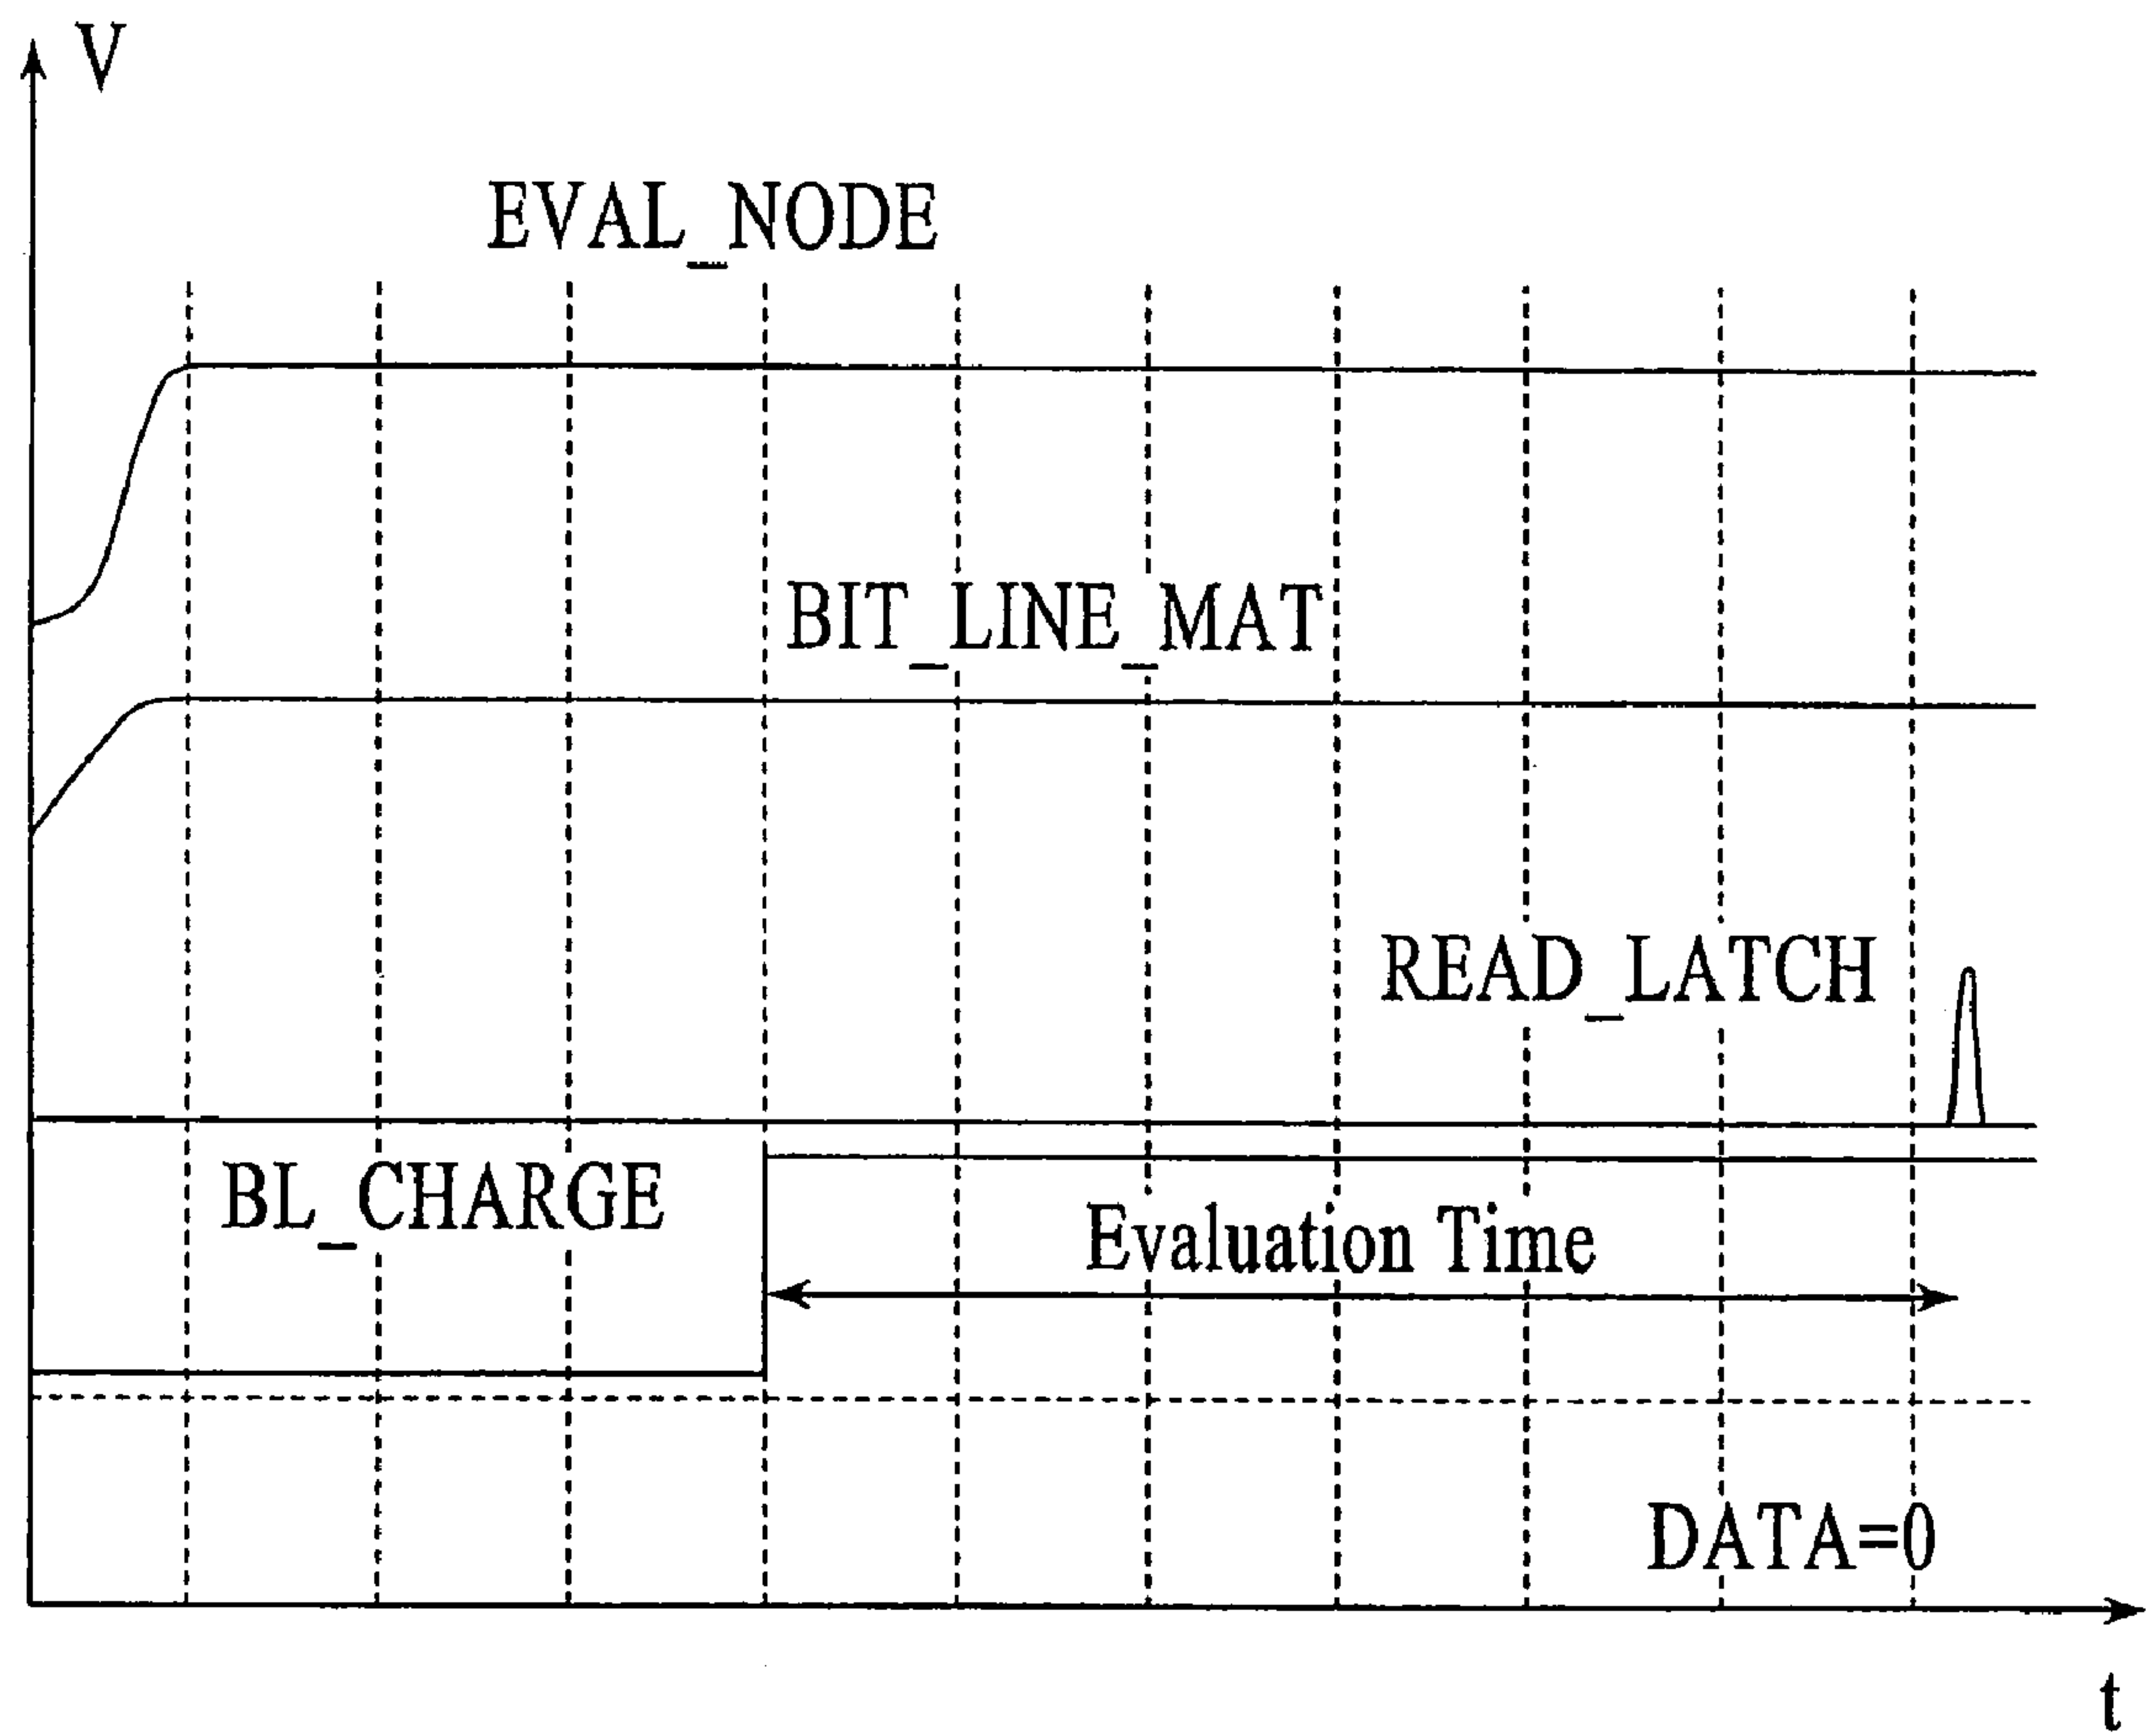 V
EVAL_NODE
BIT_LINE_MAT
READ_LATCH
BL_CHARGE
Evaluation Time
DATA=0
t